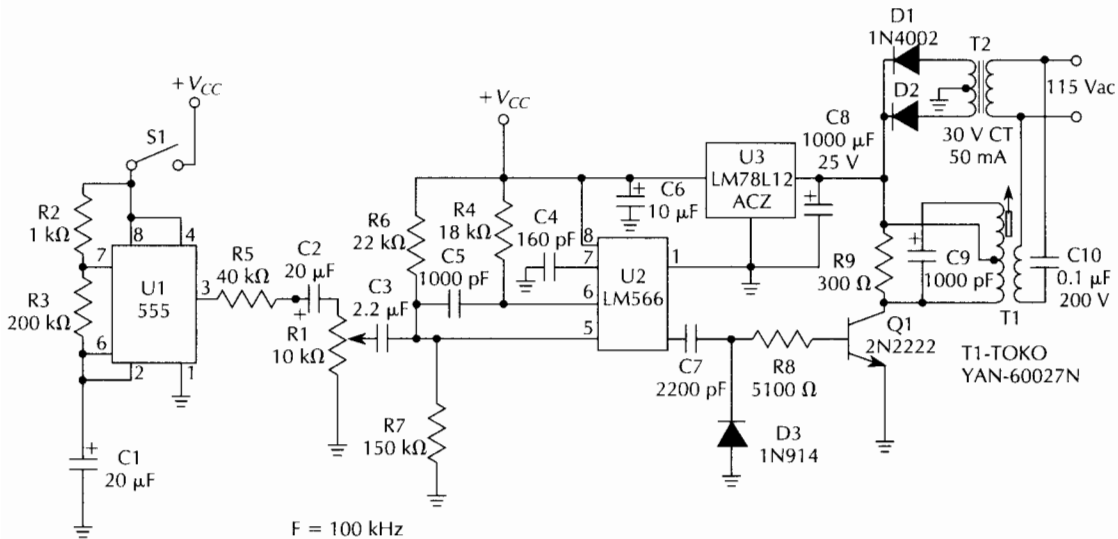 +VCC
S1
R2
1 kΩ
8
4
7
U1
555
3
R3
200 kΩ
6
2
1
C1
20 μF
R5
40 kΩ
C2
20 μF
+
R1
10 kΩ
C3
2.2 μF
+VCC
R6
22 kΩ
R4
18 kΩ
C5
1000 pF
C4
160 pF
+
C6
10 μF
8
7
6
5
1
U2
LM566
R7
150 kΩ
U3
LM78L12
ACZ
+
C8
1000 μF
25 V
D1
1N4002
D2
T2
30 V CT
50 mA
115 Vac
R9
300 Ω
+
C9
1000 pF
T1
C10
0.1 μF
200 V
C7
2200 pF
R8
5100 Ω
Q1
2N2222
D3
1N914
T1-TOKO
YAN-60027N
+
F = 100 kHz